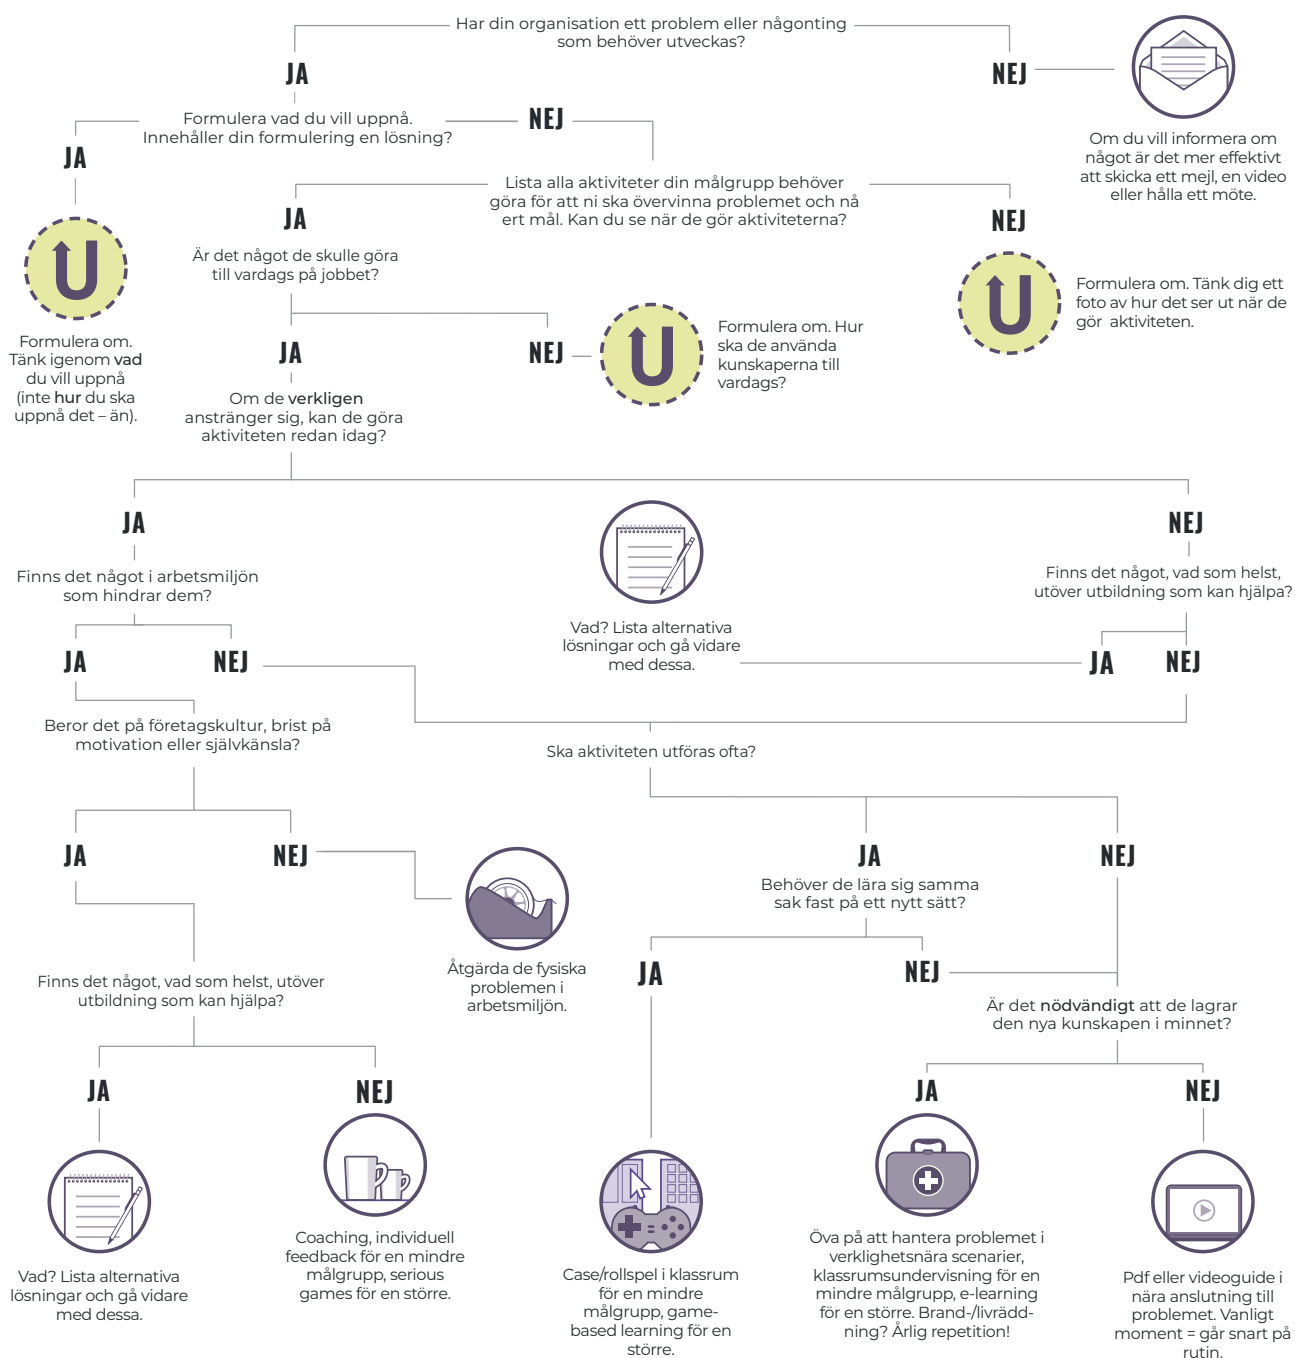 Har din organisation ett problem eller någonting
som behöver utveckas?
JA
NEJ
Om du vill informera om
något är det mer effektivt
att skicka ett mejl, en video
eller hålla ett möte.
Formulera vad du vill uppnå.
Innehåller din formulering en lösning?
NEJ
JA
Formulera om.
Tänk igenom vad
du vill uppnå
(inte hur du ska
uppnå det – än).
Lista alla aktiviteter din målgrupp behöver
göra för att ni ska övervinna problemet och nå
ert mål. Kan du se när de gör aktiviteterna?
JA
NEJ
Formulera om. Tänk dig ett
foto av hur det ser ut när de
gör aktiviteten.
Är det något de skulle göra
till vardags på jobbet?
JA
NEJ
Formulera om. Hur
ska de använda
kunskaperna till
vardags?
Om de verkligen
anstränger sig, kan de göra
aktiviteten redan idag?
JA
NEJ
Finns det något i arbetsmiljön
som hindrar dem?
Finns det något, vad som helst,
utöver utbildning som kan hjälpa?
Vad? Lista alternativa
lösningar och gå vidare
med dessa.
JA
NEJ
JA
NEJ
Beror det på företagskultur, brist på
motivation eller självkänsla?
Ska aktiviteten utföras ofta?
JA
NEJ
JA
NEJ
Åtgärda de fysiska
problemen i
arbetsmiljön.
Behöver de lära sig samma
sak fast på ett nytt sätt?
JA
NEJ
Finns det något, vad som helst, utöver
utbildning som kan hjälpa?
Är det nödvändigt att de lagrar
den nya kunskapen i minnet?
JA
NEJ
JA
NEJ
Vad? Lista alternativa
lösningar och gå vidare
med dessa.
Coaching, individuell
feedback för en mindre
målgrupp, serious
games för en större.
Case/rollspel i klassrum
för en mindre
målgrupp, game-
based learning för en
större.
Öva på att hantera problemet i
verklighetsnära scenarier,
klassrumsundervisning för en
mindre målgrupp, e-learning
för en större. Brand-/livrädd-
ning? Årlig repetition!
Pdf eller videoguide i
nära anslutning till
problemet. Vanligt
moment = går snart på
rutin.